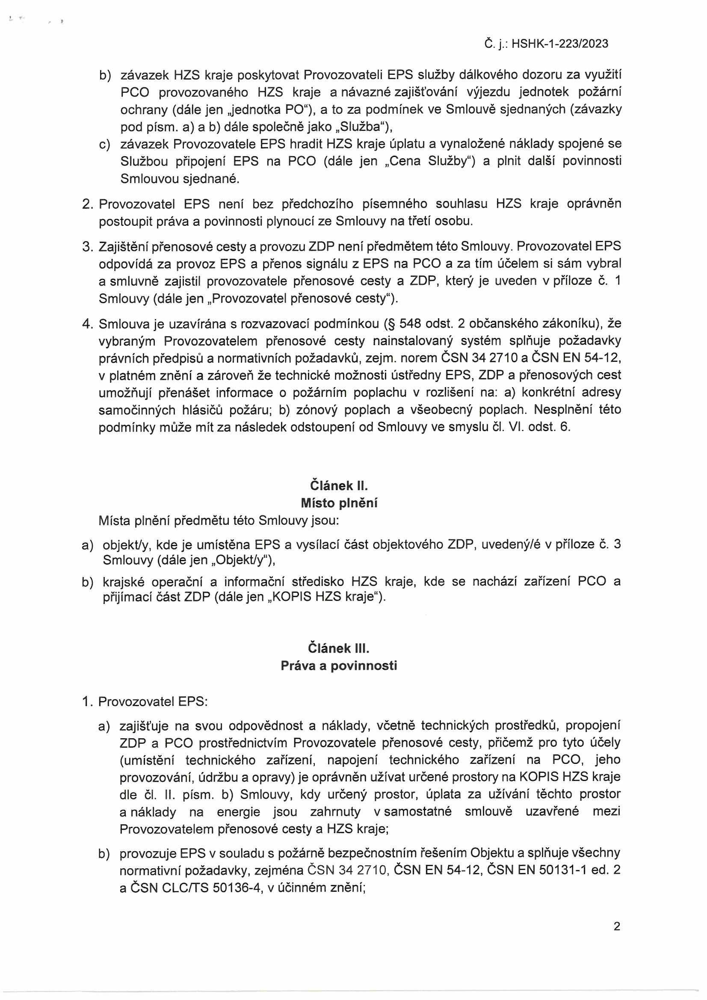 Č. j.: HSHK-1-223/2023
b) závazek HZS kraje poskytovat Provozovateli EPS služby dálkového dozoru za využití
PCO provozovaného HZS kraje a návazné zajišťování výjezdu jednotek požární
ochrany (dále jen „jednotka PO“), a to za podmínek ve Smlouvě sjednaných (závazky
pod písm. a) a b) dále společně jako „Služba“),
c) závazek Provozovatele EPS hradit HZS kraje úplatu a vynaložené náklady spojené se
Službou připojení EPS na PCO (dále jen „Cena Služby“) a plnit další povinnosti
Smlouvou sjednané.
2. Provozovatel EPS není bez předchozího písemného souhlasu HZS kraje oprávněn
postoupit práva a povinnosti plynoucí ze Smlouvy na třetí osobu.
3. Zajištění přenosové cesty a provozu ZDP není předmětem této Smlouvy. Provozovatel EPS
odpovídá za provoz EPS a přenos signálu z EPS na PCO a za tím účelem si sám vybral
a smluvně zajistil provozovatele přenosové cesty a ZDP, který je uveden v příloze č. 1
Smlouvy (dále jen „Provozovatel přenosové cesty“).
4. Smlouva je uzavírána s rozvazovací podmínkou (§ 548 odst. 2 občanského zákoníku), že
vybraným Provozovatelem přenosové cesty nainstalovaný systém splňuje požadavky
právních předpisů a normativních požadavků, zejm. norem ČSN 34 2710 a ČSN EN 54-12,
v platném znění a zároveň že technické možnosti ústředny EPS, ZDP a přenosových cest
umožňují přenášet informace o požárním poplachu v rozlišení na: a) konkrétní adresy
samočinných hlásičů požáru; b) zónový poplach a všeobecný poplach. Nesplnění této
podmínky může mít za následek odstoupení od Smlouvy ve smyslu čl. VI. odst. 6.
Článek II.
Místo plnění
Místa plnění předmětu této Smlouvy jsou:
a) objekt/y, kde je umístěna EPS a vysílací část objektového ZDP, uvedený/é v příloze č. 3
Smlouvy (dále jen „Objekt/y“),
b) krajské operační a informační středisko HZS kraje, kde se nachází zařízení PCO a
přijímací část ZDP (dále jen „KOPIS HZS kraje“).
Článek III.
Práva a povinnosti
1. Provozovatel EPS:
a) zajišťuje na svou odpovědnost a náklady, včetně technických prostředků, propojení
ZDP a PCO prostřednictvím Provozovatele přenosové cesty, přičemž pro tyto účely
(umístění technického zařízení, napojení technického zařízení na PCO, jeho
provozování, údržbu a opravy) je oprávněn užívat určené prostory na KOPIS HZS kraje
dle čl. II. písm. b) Smlouvy, kdy určený prostor, úplata za užívání těchto prostor
a náklady na energie jsou zahrnuty v samostatné smlouvě uzavřené mezi
Provozovatelem přenosové cesty a HZS kraje;
b) provozuje EPS v souladu s požárně bezpečnostním řešením Objektu a splňuje všechny
normativní požadavky, zejména ČSN 34 2710, ČSN EN 54-12, ČSN EN 50131-1 ed. 2
a ČSN CLC/TS 50136-4, v účinném znění;
2